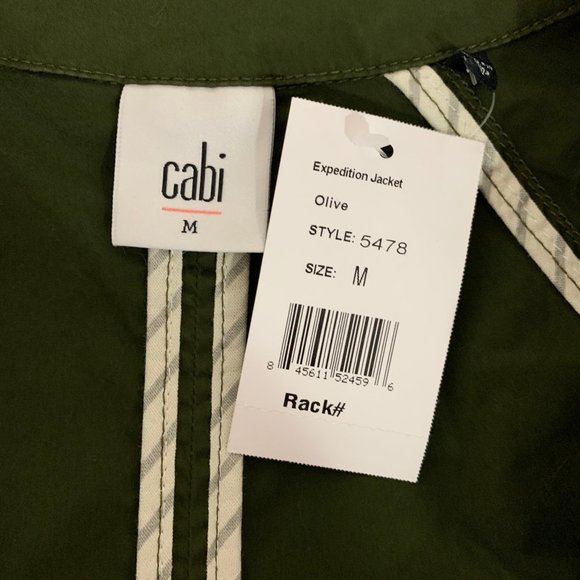 cabi
M
Expedition Jacket
Olive
STYLE: 5478
SIZE: M
8 45611 52459 6
Rack#